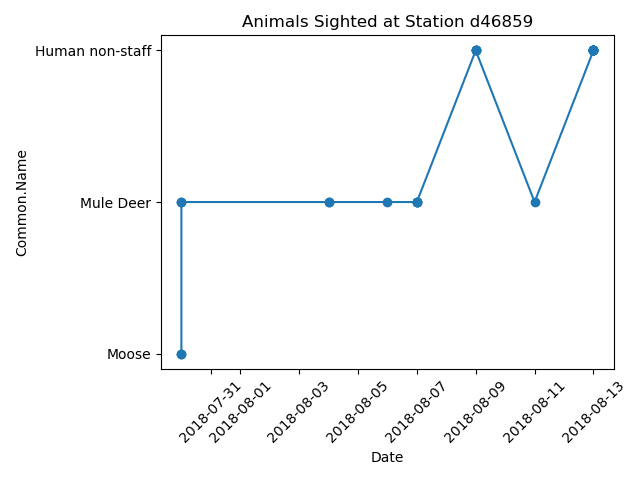 Animals Sighted at Station d46859
Human non-staff
Mule Deer
Moose
Common.Name
2018-07-31
2018-08-01
2018-08-03
2018-08-05
2018-08-07
2018-08-09
2018-08-11
2018-08-13
Date